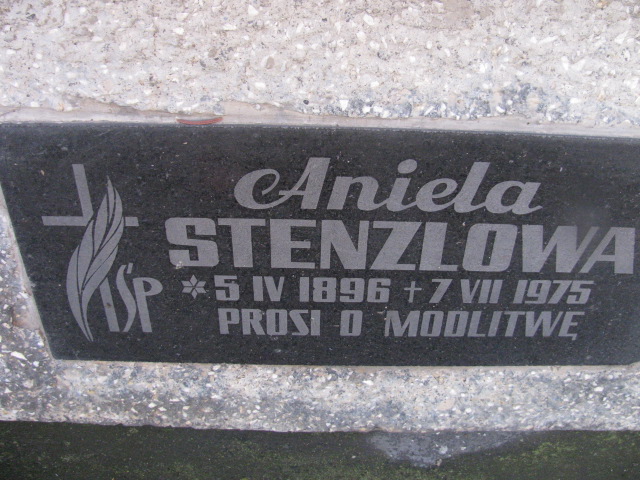 Aniela
STENZLOWA
ŚP * 5 IV 1896 + 7 VII 1975
PROSI O MODLITWĘ